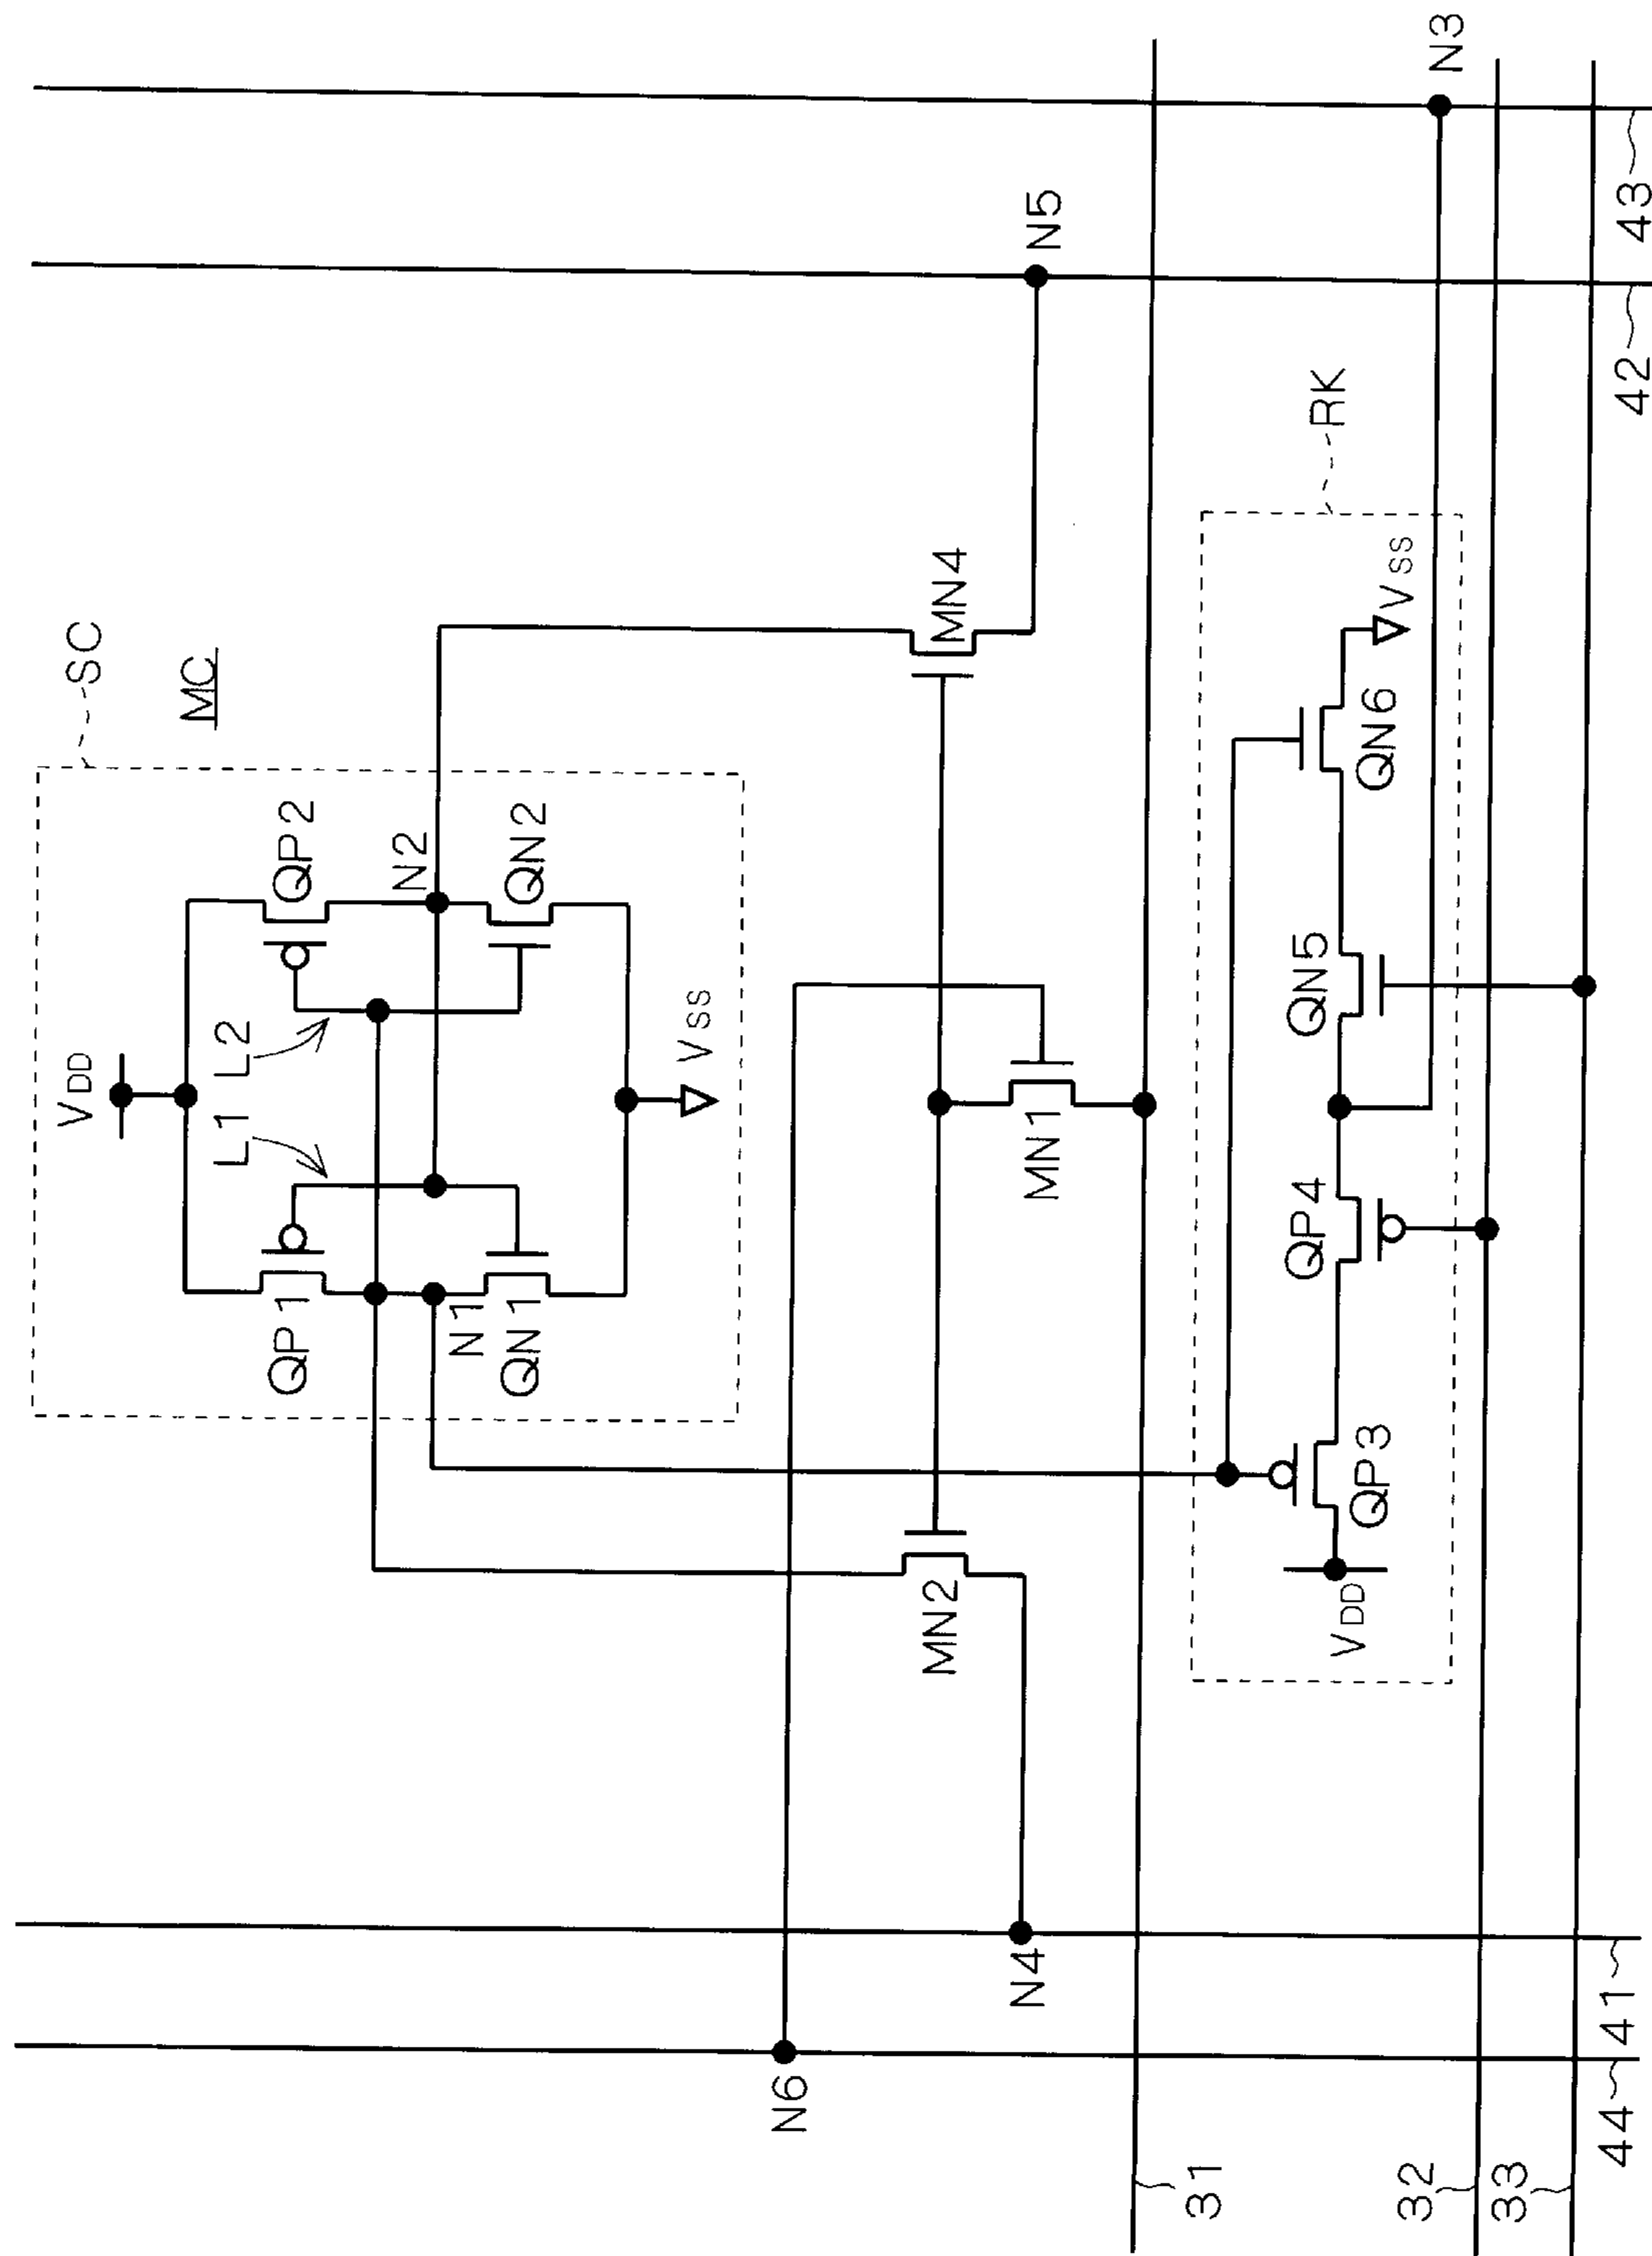 MC
SC
VDD
L1
L2
QP1
QP2
N1
N2
QN1
QN2
VSS
N6
MN2
MN4
MN1
N4
N5
31
RK
QP3
QP4
QN5
QN6
VDD
VSS
N3
32
33
44
41
42
43